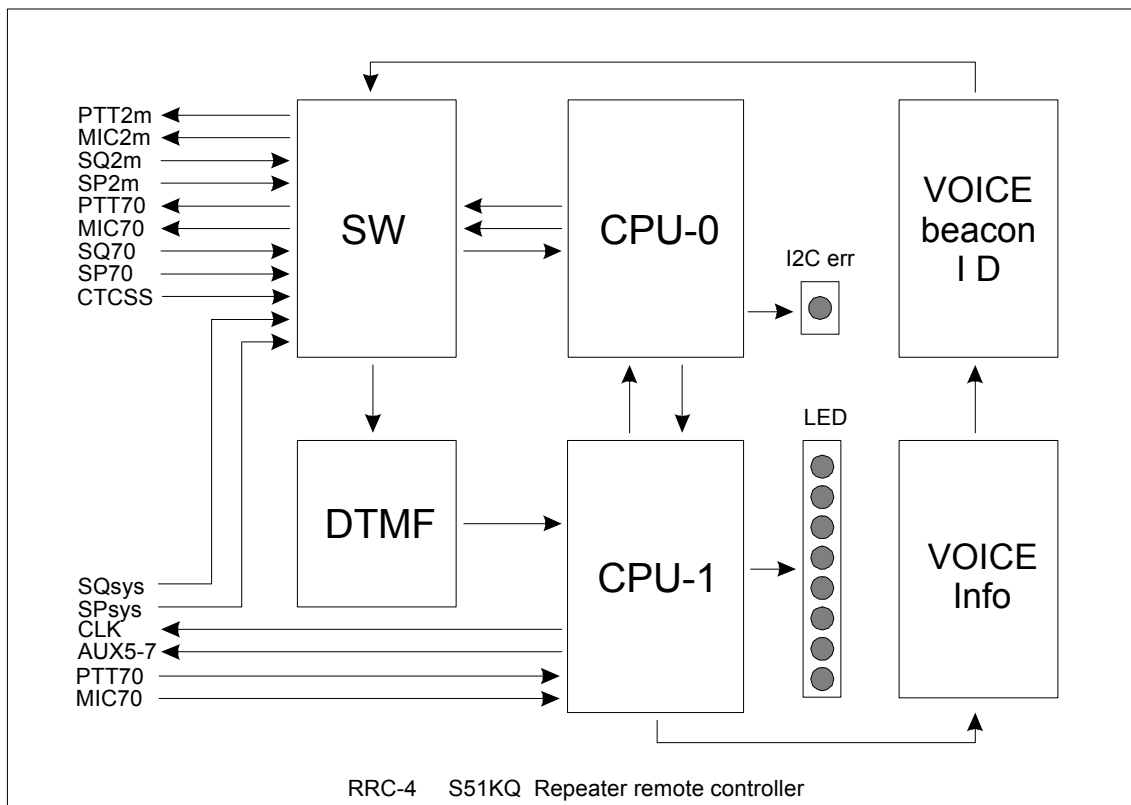 PTT2m
MIC2m
SQ2m
SP2m
PTT70
MIC70
SQ70
SP70
CTCSS
SW
CPU-0
I2C err
VOICE
beacon
I D
LED
DTMF
CPU-1
VOICE
Info
SQsys
SPsys
CLK
AUX5-7
PTT70
MIC70
RRC-4 S51KQ Repeater remote controller